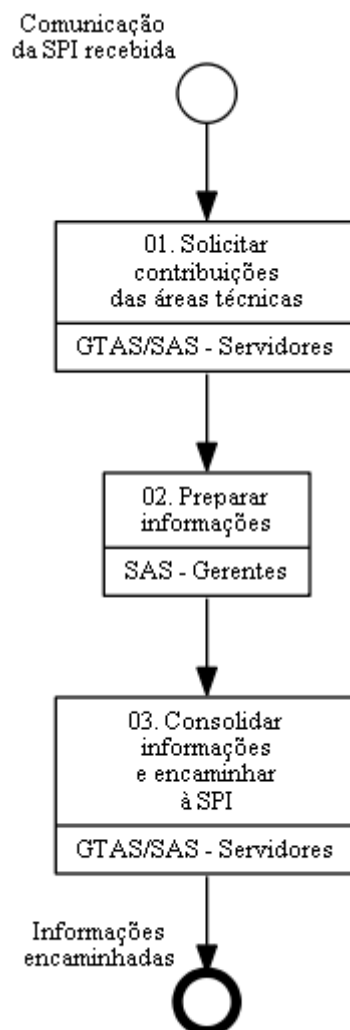 Comunicação
da SPI recebida
01. Solicitar
contribuições
das áreas técnicas
GTAS/SAS - Servidores
02. Preparar
informações
SAS - Gerentes
03. Consolidar
informações
e encaminhar
à SPI
GTAS/SAS - Servidores
Informações
encaminhadas